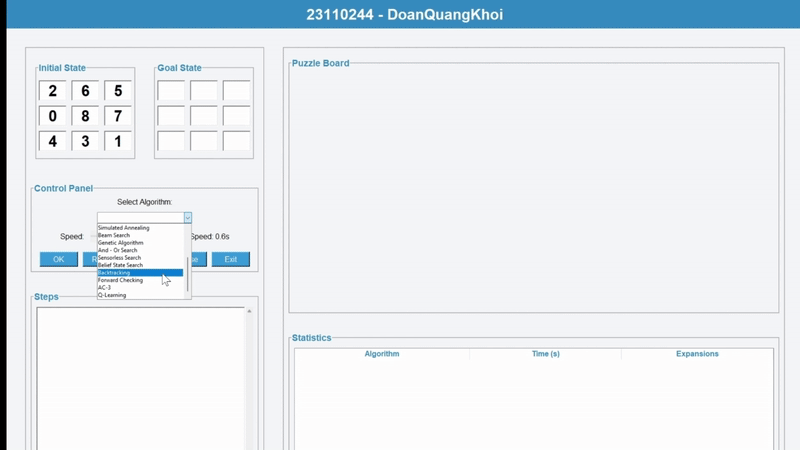 23110244 - DoanQuangKhoi
Initial State
Goal State
Puzzle Board
2 6 5
0 8 7
4 3 1
Control Panel
Select Algorithm:
Simulated Annealing
Beam Search
Genetic Algorithm
And - Or Search
Sensorless Search
Belief State Search
Backtracking
Forward Checking
AC-3
Q-Learning
Speed:
Speed: 0.6s
OK
Exit
Steps
Statistics
Algorithm Time (s) Expansions